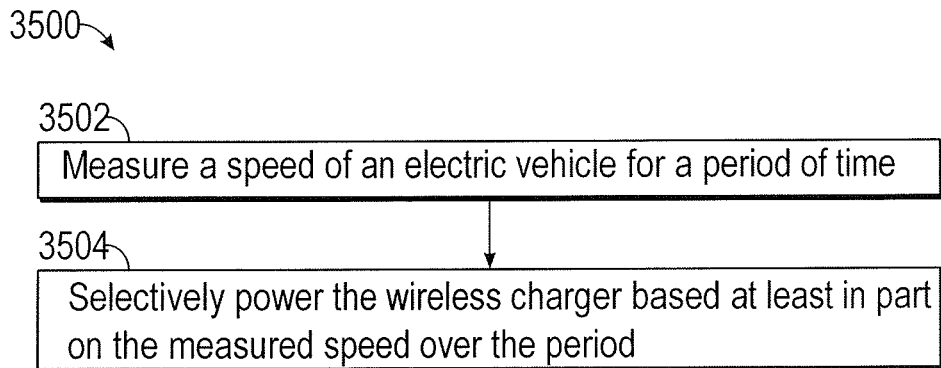 3500
3502
Measure a speed of an electric vehicle for a period of time
3504
Selectively power the wireless charger based at least in part
on the measured speed over the period